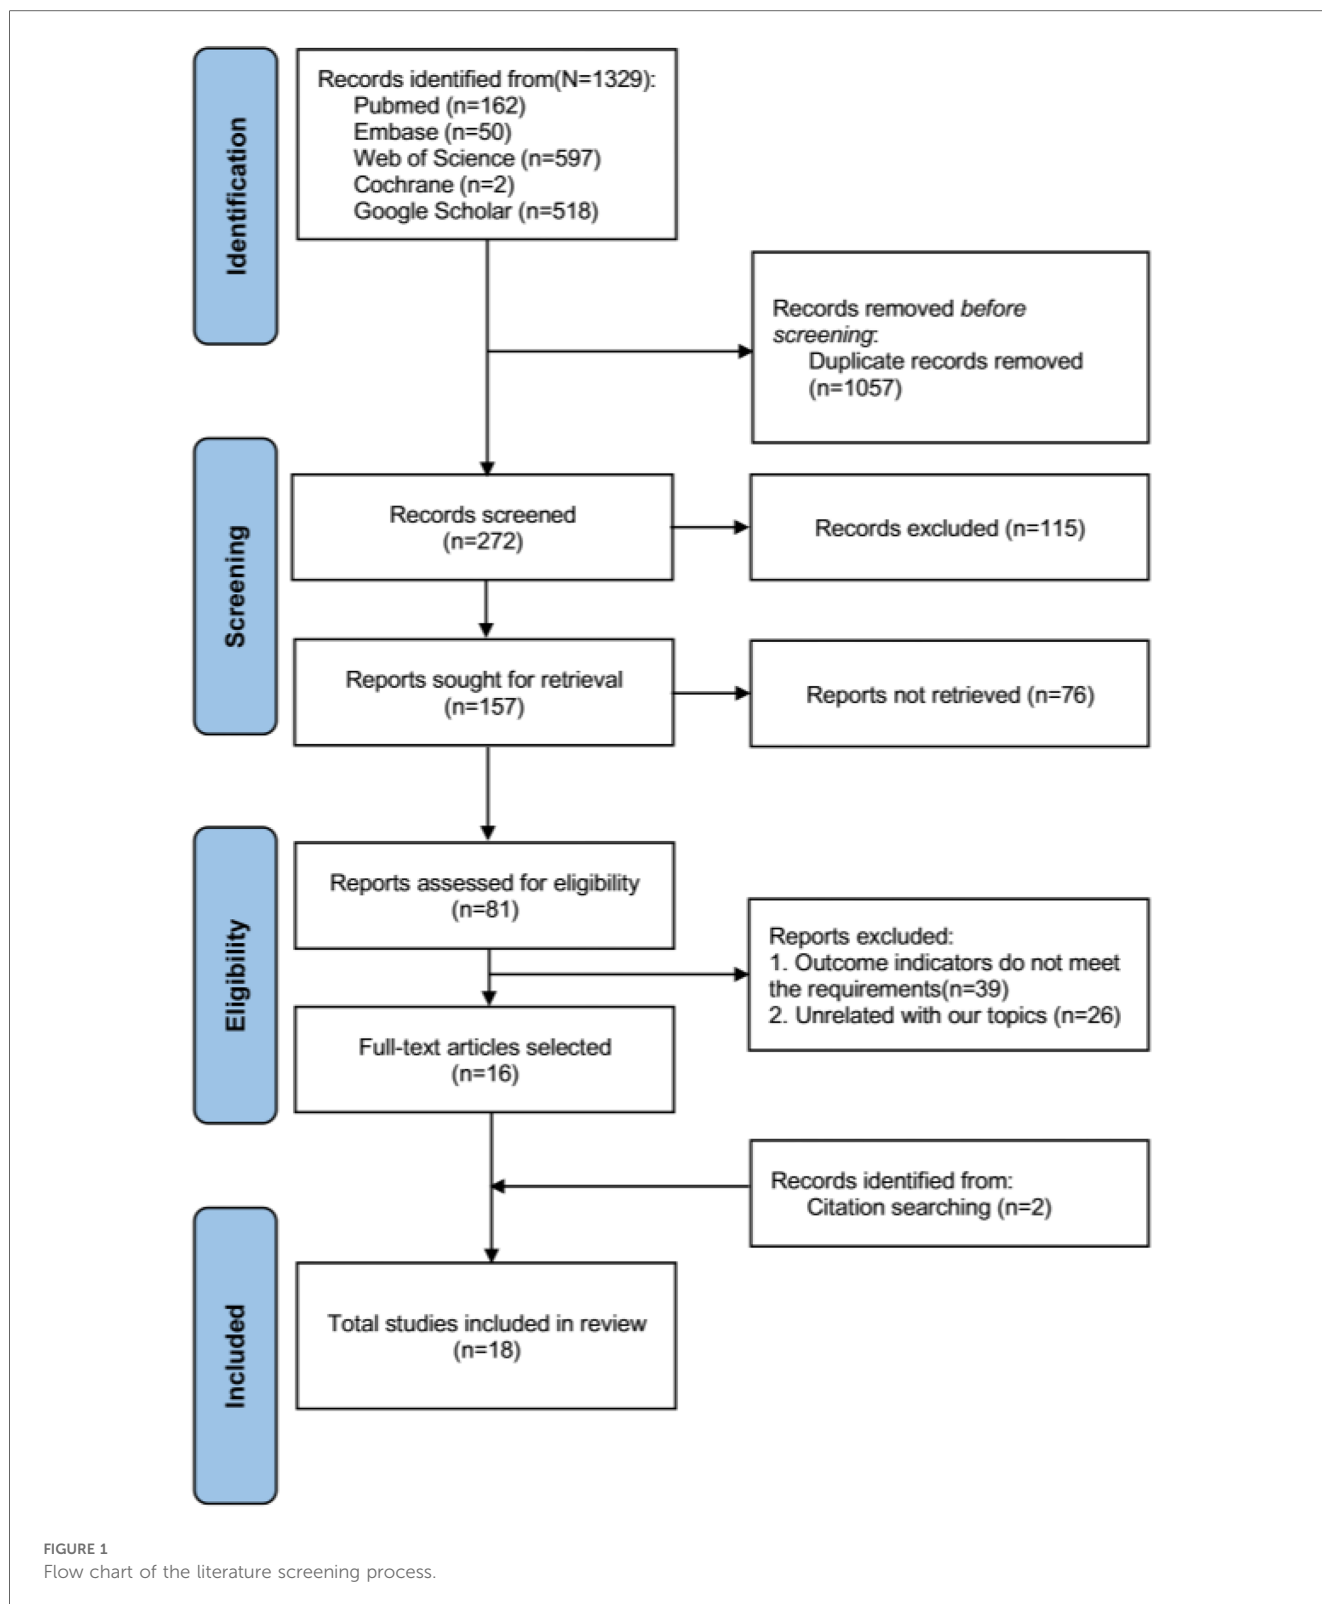 Identification
Records identified from(N=1329):
Pubmed (n=162)
Embase (n=50)
Web of Science (n=597)
Cochrane (n=2)
Google Scholar (n=518)
Records removed before
screening:
Duplicate records removed
(n=1057)
Screening
Records screened
(n=272)
Records excluded (n=115)
Reports sought for retrieval
(n=157)
Reports not retrieved (n=76)
Eligibility
Reports assessed for eligibility
(n=81)
Reports excluded:
1. Outcome indicators do not meet
the requirements(n=39)
2. Unrelated with our topics (n=26)
Full-text articles selected
(n=16)
Records identified from:
Citation searching (n=2)
Included
Total studies included in review
(n=18)
FIGURE 1
Flow chart of the literature screening process.